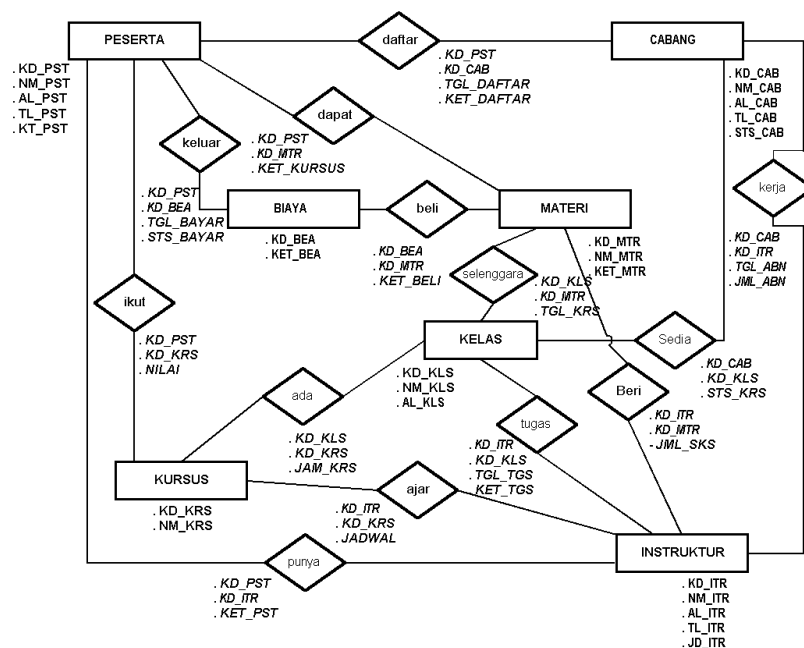 PESERTA
. KD_PST
. NM_PST
. AL_PST
. TL_PST
. KT_PST
daftar
. KD_PST
. KD_CAB
. TGL_DAFTAR
. KET_DAFTAR
CABANG
. KD_CAB
. NM_CAB
. AL_CAB
. TL_CAB
. STS_CAB
dapat
. KD_PST
. KD_MTR
. KET_KURSUS
keluar
. KD_PST
. KD_BEA
. TGL_BAYAR
. STS_BAYAR
BIAYA
. KD_BEA
. KET_BEA
beli
. KD_BEA
. KD_MTR
. KET_BELI
MATERI
. KD_MTR
. NM_MTR
. KET_MTR
kerja
. KD_CAB
. KD_ITR
. TGL_ABN
. JML_ABN
selenggara
. KD_KLS
. KD_MTR
. TGL_KRS
ikut
. KD_PST
. KD_KRS
. NILAI
KELAS
. KD_KLS
. NM_KLS
. AL_KLS
Sedia
. KD_CAB
. KD_KLS
. STS_KRS
ada
. KD_KLS
. KD_KRS
. JAM_KRS
tugas
. KD_ITR
. KD_KLS
. TGL_TGS
. KET_TGS
Beri
. KD_ITR
. KD_MTR
- JML_SKS
KURSUS
. KD_KRS
. NM_KRS
ajar
. KD_ITR
. KD_KRS
. JADWAL
punya
. KD_PST
. KD_ITR
. KET_PST
INSTRUKTUR
. KD_ITR
. NM_ITR
. AL_ITR
. TL_ITR
. JD_ITR